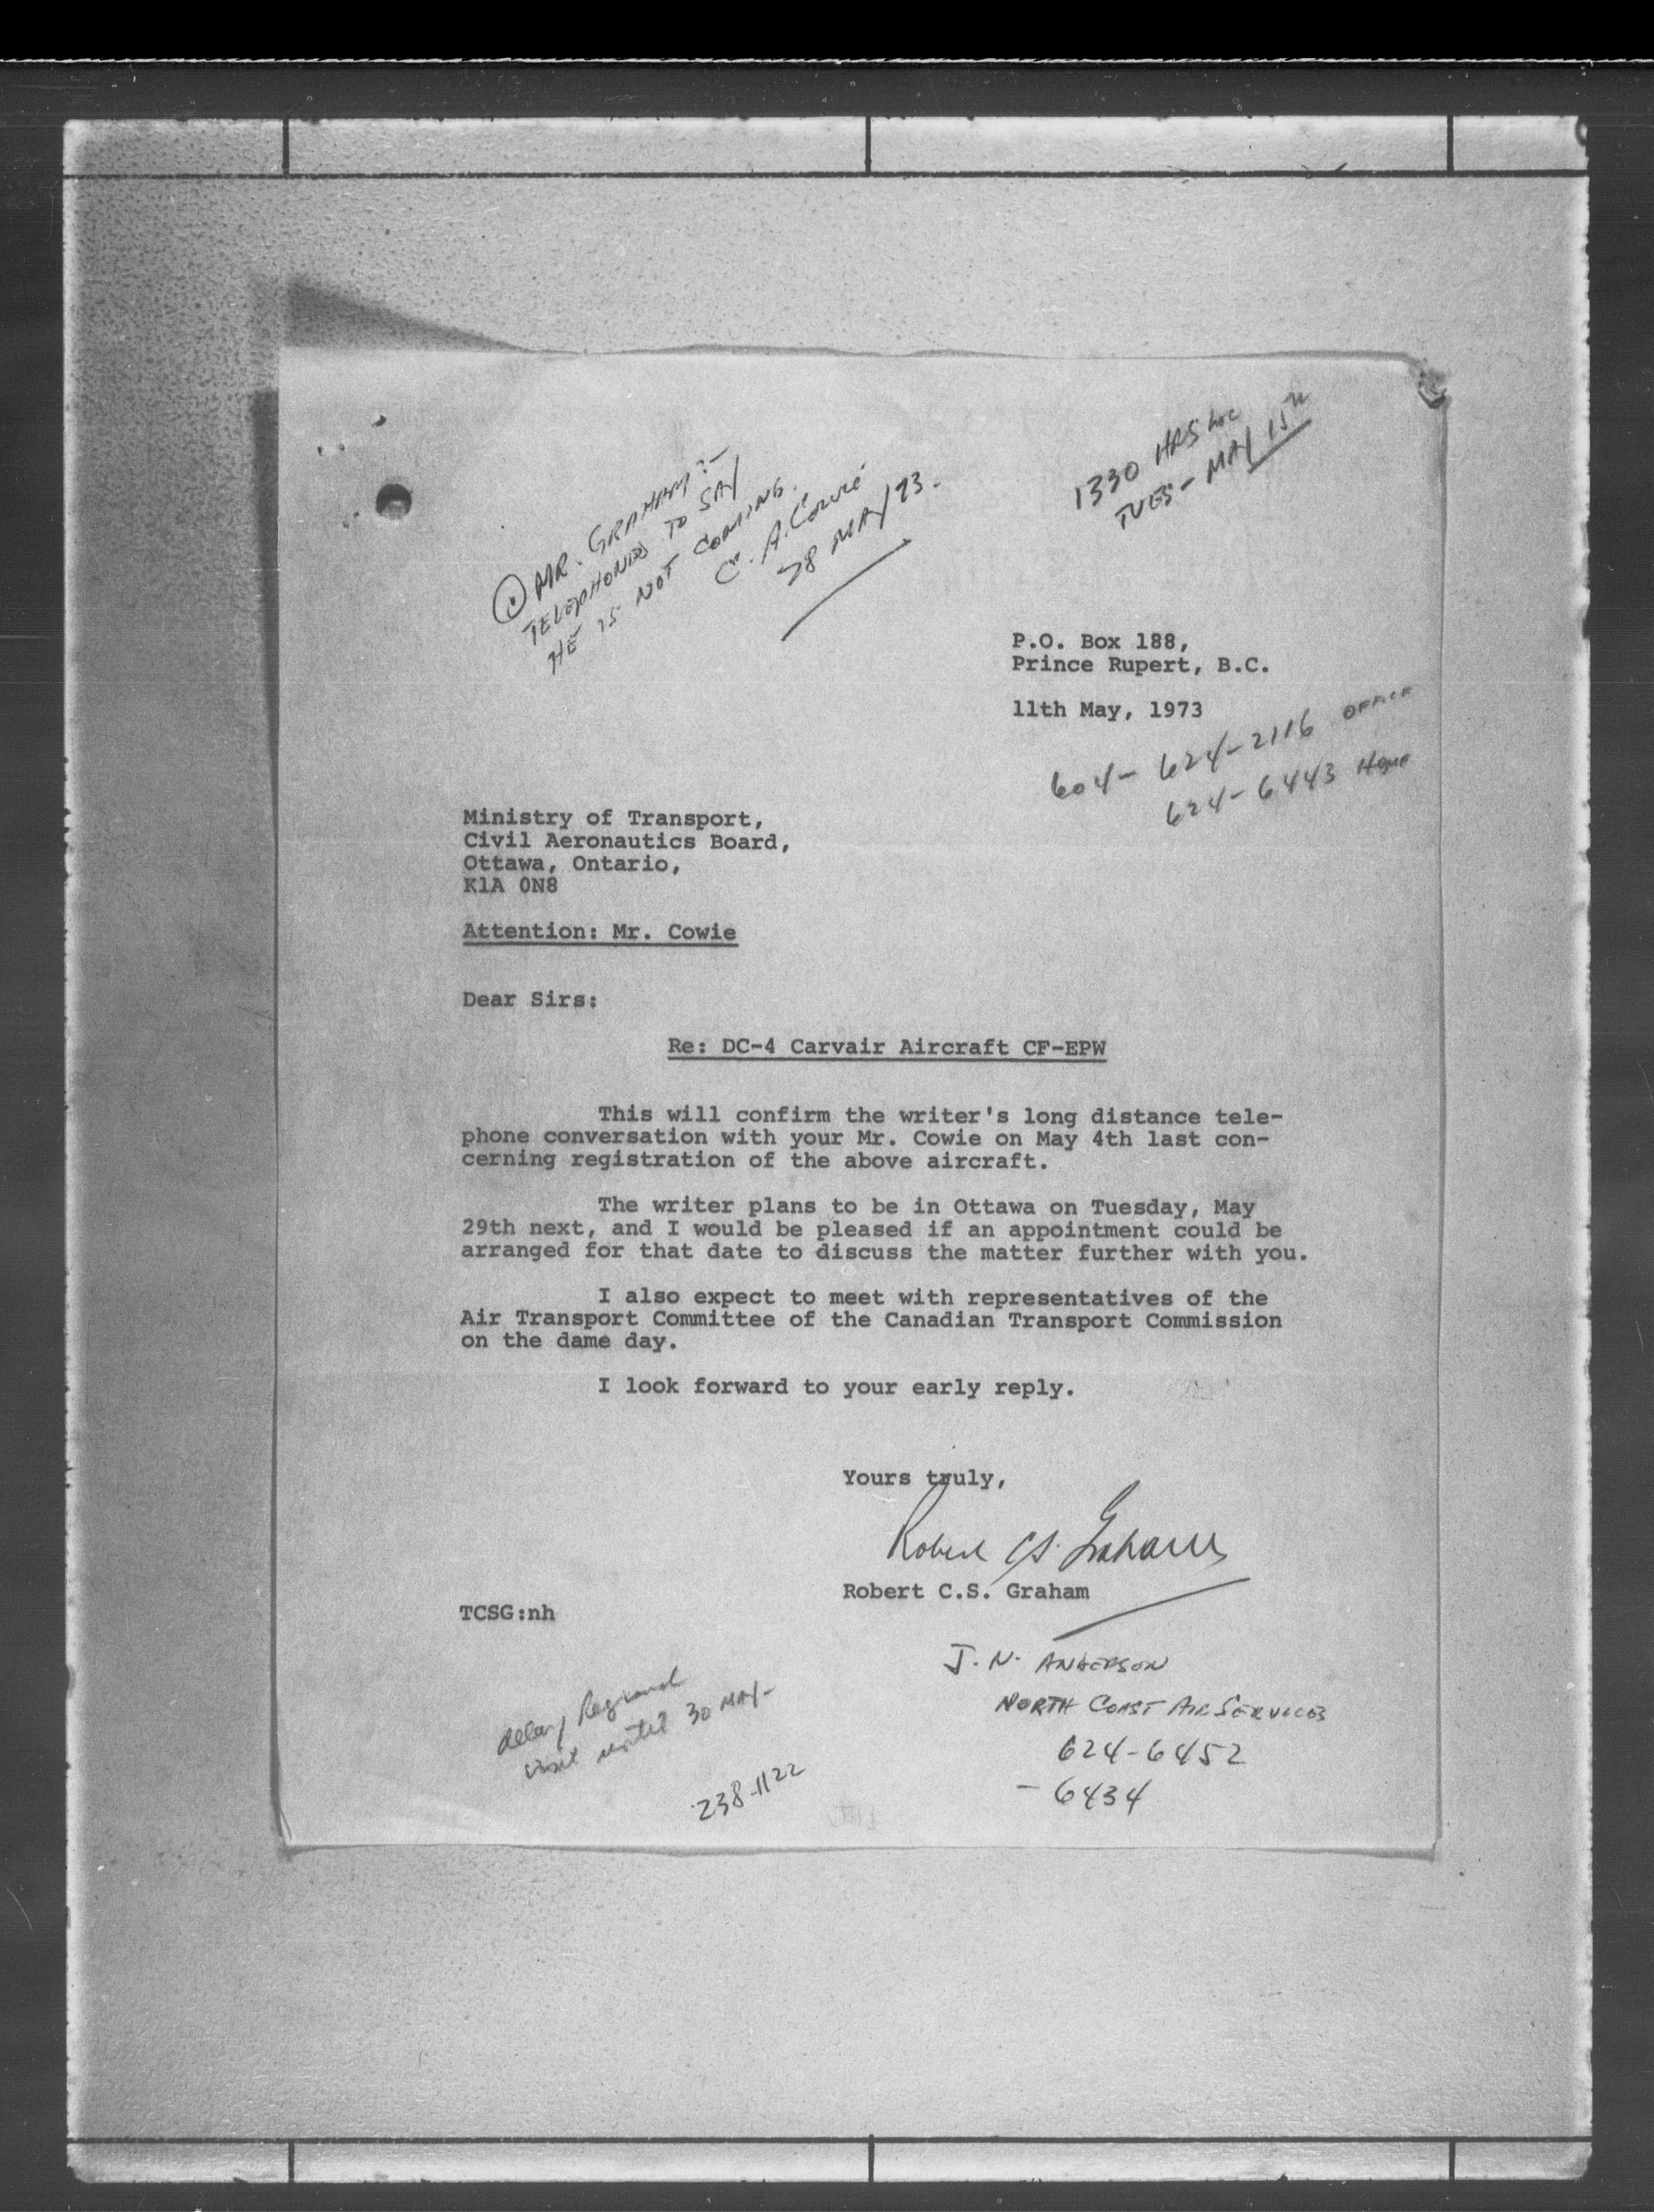 1330 HRS loc
TUES - MAY 15th
① MR. GRAHAM :-
TELEPHONED TO SAY
HE IS NOT COMING.
C. A. Cowie
28 MAY 73.
P.O. Box 188,
Prince Rupert, B.C.
11th May, 1973
604- 624-2116 OFFICE
624-6443 Home
Ministry of Transport,
Civil Aeronautics Board,
Ottawa, Ontario,
K1A 0N8
Attention: Mr. Cowie
Dear Sirs:
Re: DC-4 Carvair Aircraft CF-EPW
This will confirm the writer's long distance tele-
phone conversation with your Mr. Cowie on May 4th last con-
cerning registration of the above aircraft.
The writer plans to be in Ottawa on Tuesday, May
29th next, and I would be pleased if an appointment could be
arranged for that date to discuss the matter further with you.
I also expect to meet with representatives of the
Air Transport Committee of the Canadian Transport Commission
on the dame day.
I look forward to your early reply.
Yours truly,
Robert C.S. Graham
Robert C.S. Graham
TCSG:nh
J. N. ANDERSON
NORTH COAST AIR SERVICES
624-6452
- 6434
delay Regional
visit until 30 MAY-
238-1122